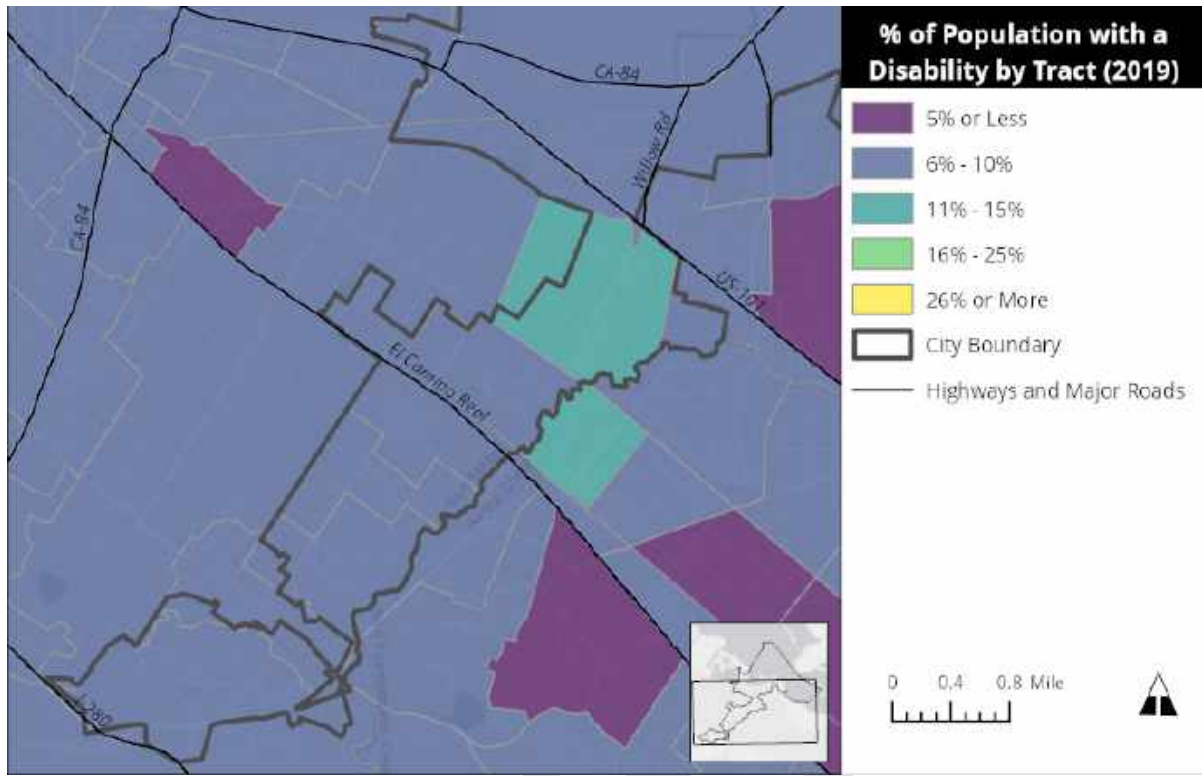 % of Population with a
Disability by Tract (2019)
5% or Less
6% - 10%
11% - 15%
16% - 25%
26% or More
City Boundary
Highways and Major Roads
0 0.4 0.8 Mile
CA-84
Willow Rd
CA-84
US-101
El Camino Real
I-280